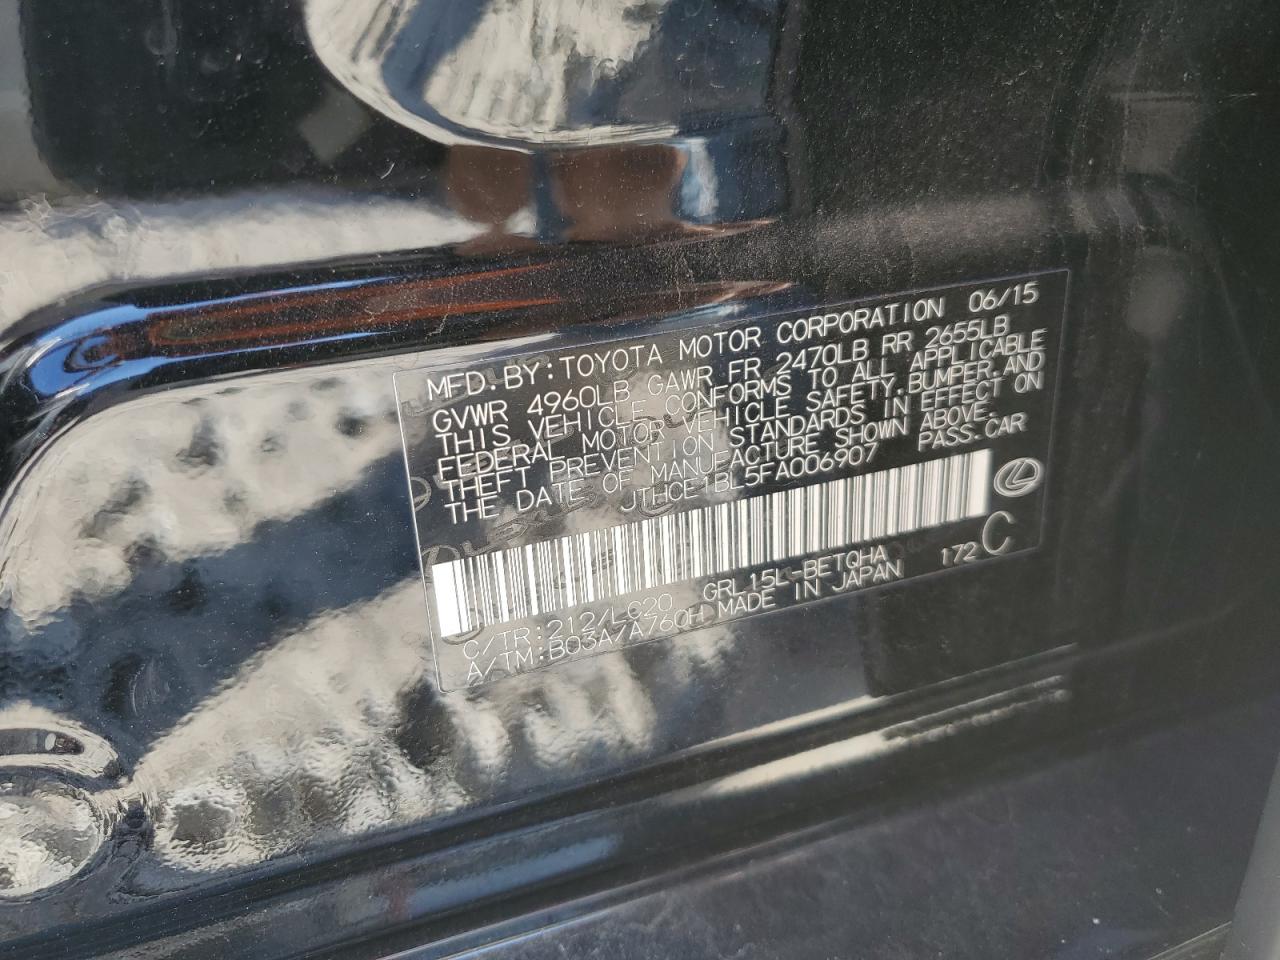 MFD.BY:TOYOTA MOTOR CORPORATION 06/15
GVWR 4960LB GAWR FR 2470LB RR 2655LB
THIS VEHICLE CONFORMS TO ALL APPLICABLE
FEDERAL MOTOR VEHICLE SAFETY,BUMPER,AND
THEFT PREVENTION STANDARDS IN EFFECT ON
THE DATE OF MANUFACTURE SHOWN ABOVE.
JTHCE1BL5FA006907 PASS.CAR
C/TR:212/LC20 GRL15L-BETQHA 172 C
A/TM:B03A/A760H MADE IN JAPAN